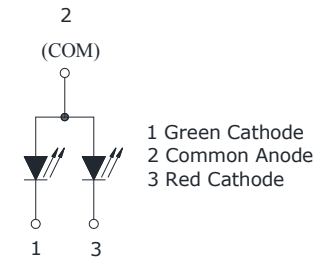 2
(COM)
1 Green Cathode
2 Common Anode
3 Red Cathode
1 3